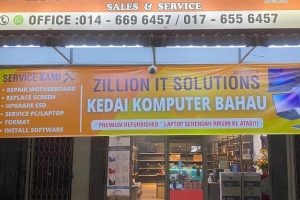 SALES & SERVICE
OFFICE : 014 - 669 6457 / 017 - 655 6457
SERVICE KAMI
• REPAIR MOTHERBOARD
• REPLACE SCREEN
• UPGRADE SSD
• SERVICE PC/LAPTOP
• FORMAT
• INSTALL SOFTWARE
ZILLION IT SOLUTIONS
KEDAI KOMPUTER BAHAU
" PREMIUM REFURBISHED " LAPTOP SERENDAH RM599 KE ATAS!!!